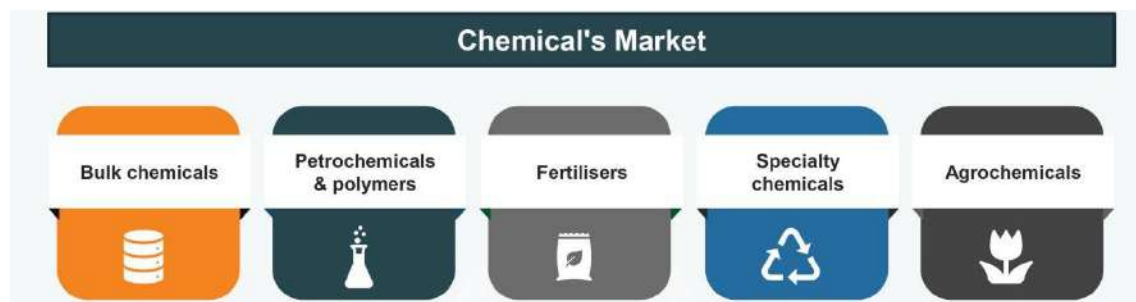 Chemical's Market
Bulk chemicals
Petrochemicals
& polymers
Fertilisers
Specialty
chemicals
Agrochemicals